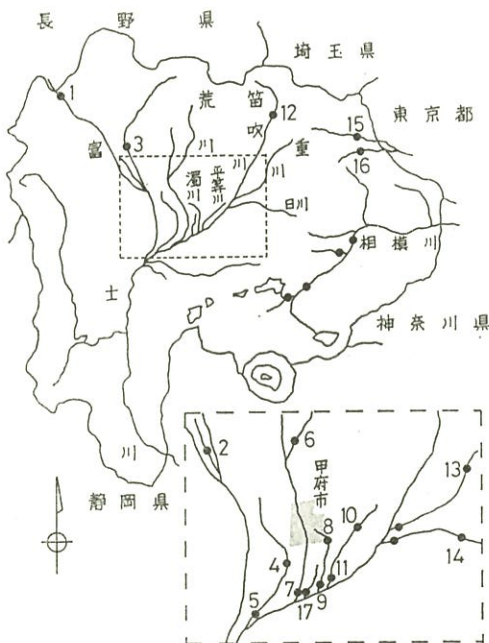 長野県
埼玉県
東京都
神奈川県
静岡県
富士川
荒川
笛吹川
重川
日川
濁川
平等川
相模川
1
3
12
15
16
甲府市
2
6
13
10
8
14
4
11
7
17
9
5